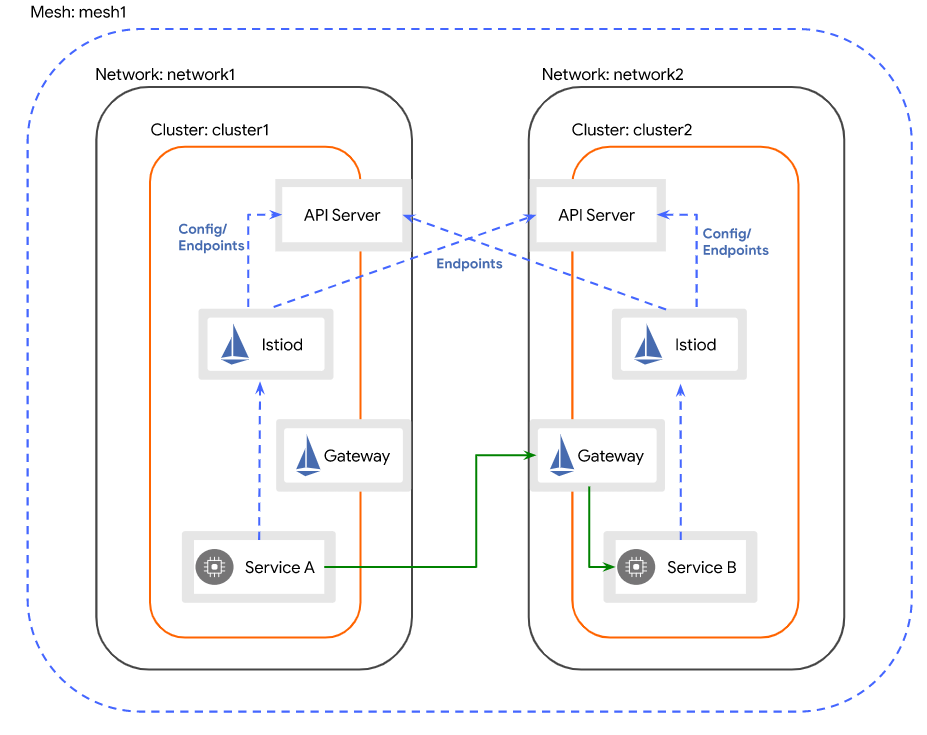 Mesh: mesh1
Network: network1
Network: network2
Cluster: cluster1
Cluster: cluster2
API Server
API Server
Config/
Endpoints
Config/
Endpoints
Endpoints
Istiod
Istiod
Gateway
Gateway
Service A
Service B